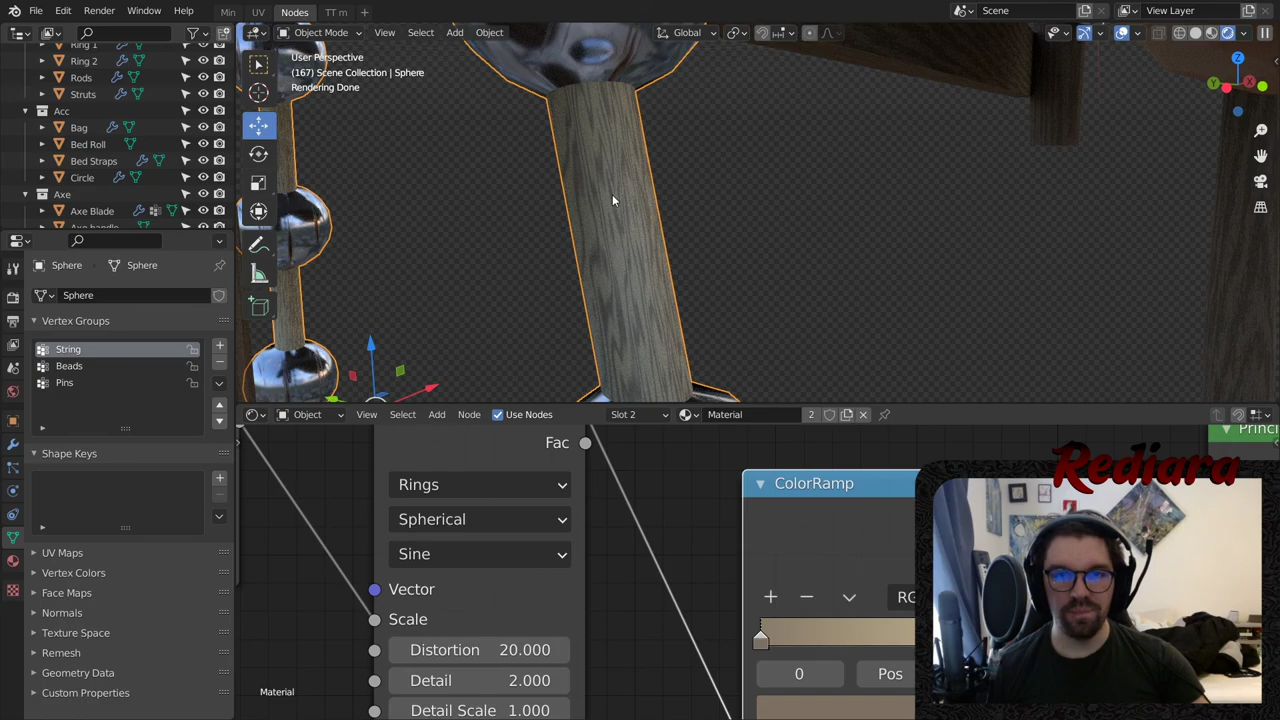 File Edit Render Window Help Min UV Nodes TT m + Scene View Layer
Object Mode View Select Add Object Global
Ring 1
Ring 2
Rods
Struts
Acc
Bag
Bed Roll
Bed Straps
Circle
Axe
Axe Blade
Axe handle
User Perspective
(167) Scene Collection | Sphere
Rendering Done
Z
Y
X
Sphere Sphere
Sphere
Vertex Groups
String
Beads
Pins
Shape Keys
UV Maps
Vertex Colors
Face Maps
Normals
Texture Space
Remesh
Geometry Data
Custom Properties
Object View Select Add Node Use Nodes Slot 2 Material 2
Fac
Rings
Spherical
Sine
Vector
Scale
Distortion 20.000
Detail 2.000
Detail Scale 1.000
Material
ColorRamp
+ −
0 Pos
Rediara